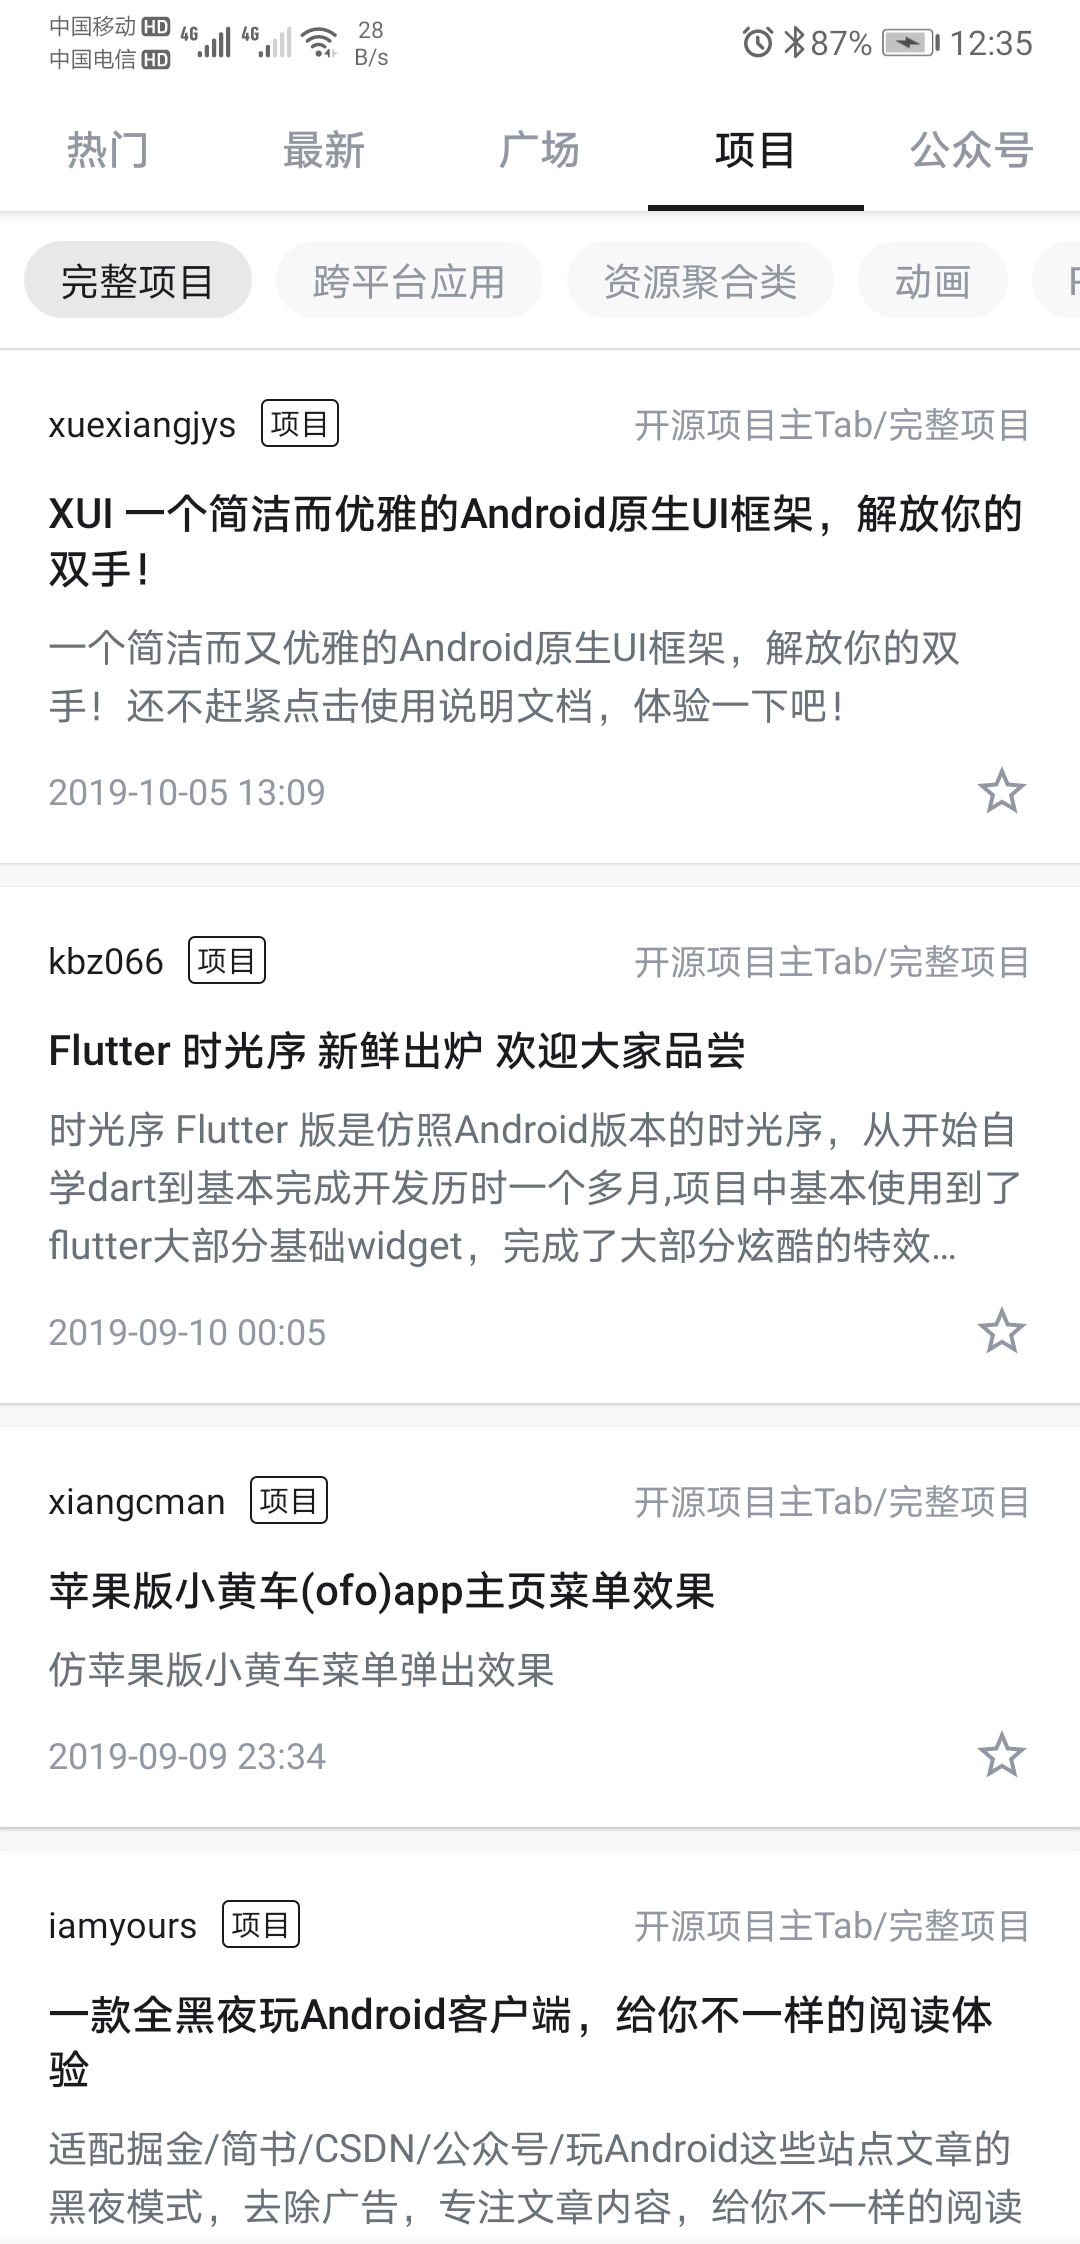 中国移动 HD 4G 4G 28 B/s 87% 12:35
中国电信 HD
热门 最新 广场 项目 公众号
完整项目 跨平台应用 资源聚合类 动画
xuexiangjys 项目 开源项目主Tab/完整项目
XUI 一个简洁而优雅的Android原生UI框架，解放你的
双手！
一个简洁而又优雅的Android原生UI框架，解放你的双
手！还不赶紧点击使用说明文档，体验一下吧！
2019-10-05 13:09
kbz066 项目 开源项目主Tab/完整项目
Flutter 时光序 新鲜出炉 欢迎大家品尝
时光序 Flutter 版是仿照Android版本的时光序，从开始自
学dart到基本完成开发历时一个多月,项目中基本使用到了
flutter大部分基础widget，完成了大部分炫酷的特效...
2019-09-10 00:05
xiangcman 项目 开源项目主Tab/完整项目
苹果版小黄车(ofo)app主页菜单效果
仿苹果版小黄车菜单弹出效果
2019-09-09 23:34
iamyours 项目 开源项目主Tab/完整项目
一款全黑夜玩Android客户端，给你不一样的阅读体
验
适配掘金/简书/CSDN/公众号/玩Android这些站点文章的
黑夜模式，去除广告，专注文章内容，给你不一样的阅读